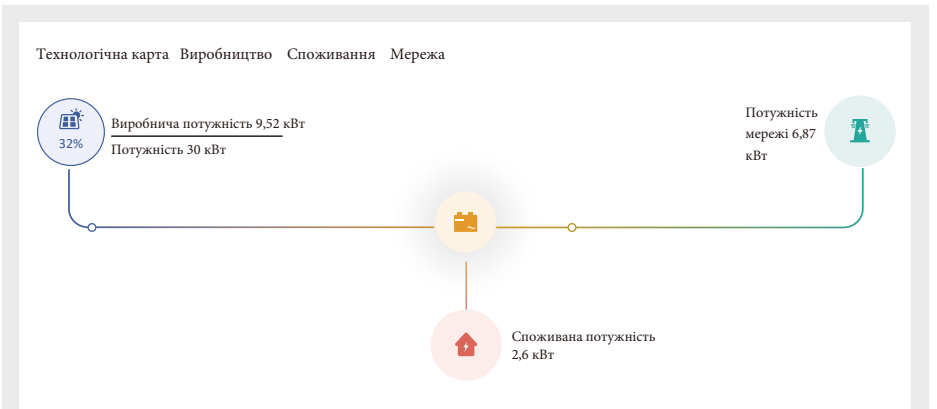 Технологічна карта Виробництво Споживання Мережа
32%
Виробнича потужність 9,52 кВт
Потужність 30 кВт
Потужність
мережі 6,87
кВт
Споживана потужність
2,6 кВт